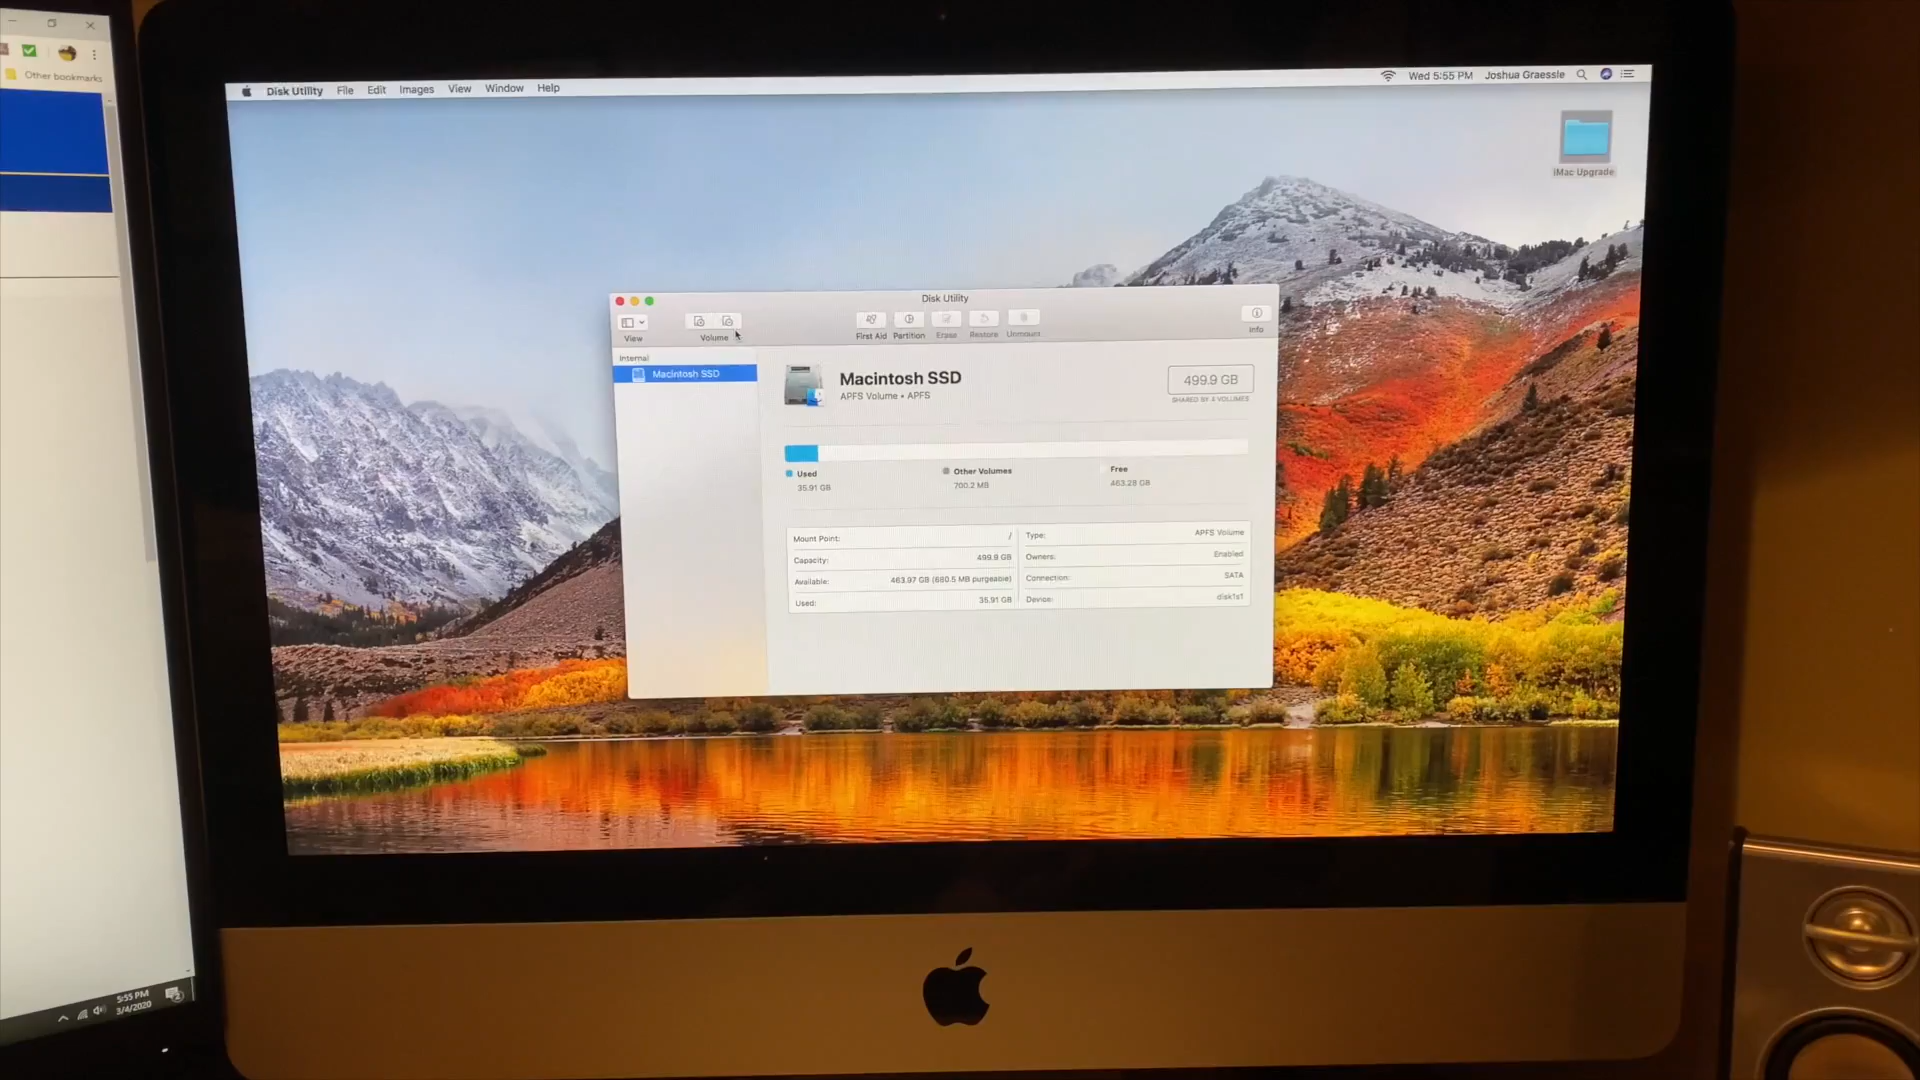 Other bookmarks
Disk Utility File Edit Images View Window Help
Wed 5:55 PM Joshua Graessle
iMac Upgrade
Disk Utility
View
Volume
First Aid Partition Erase Restore Unmount
Info
Internal
Macintosh SSD
Macintosh SSD
APFS Volume • APFS
499.9 GB
SHARED BY 4 VOLUMES
Used
35.91 GB
Other Volumes
700.2 MB
Free
463.28 GB
Mount Point: /
Capacity: 499.9 GB
Available: 463.97 GB (680.5 MB purgeable)
Used: 35.91 GB
Type: APFS Volume
Owners: Enabled
Connection: SATA
Device: disk1s1
5:55 PM
3/4/2020